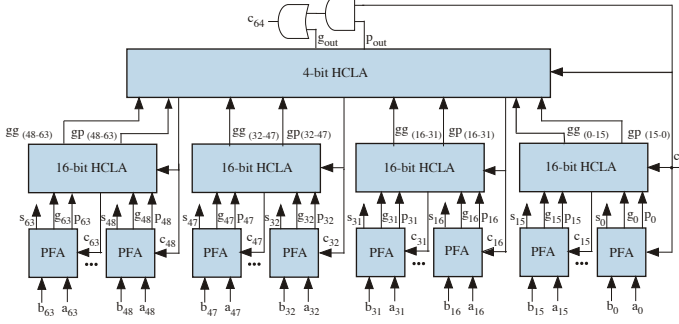 c64
gout pout
4-bit HCLA
gg (48-63) gp (48-63) gg (32-47) gp(32-47) gg (16-31) gp(16-31) gg (0-15) gp (15-0)
c
16-bit HCLA 16-bit HCLA 16-bit HCLA 16-bit HCLA
s63 g63 p63 s48 g48 p48 s47 g47 p47 s32 g32 p32 s31 g31 p31 s16 g16 p16 s15 g15 p15 s0 g0 p0
c63 c48 c47 c32 c31 c16 c15
PFA ... PFA PFA ... PFA PFA ... PFA PFA ... PFA
b63 a63 b48 a48 b47 a47 b32 a32 b31 a31 b16 a16 b15 a15 b0 a0